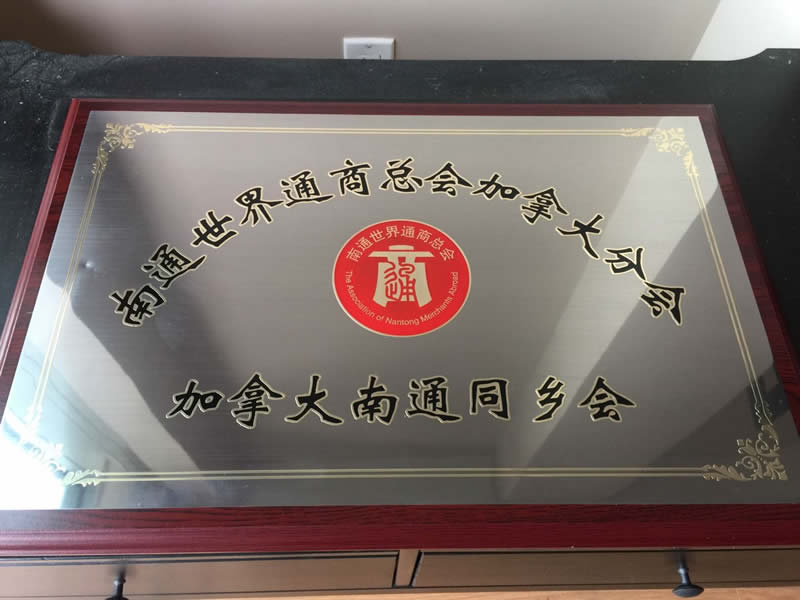 南通世界通商总会加拿大分会
南通世界通商总会
The Association of Nantong Merchants Abroad
加拿大南通同乡会